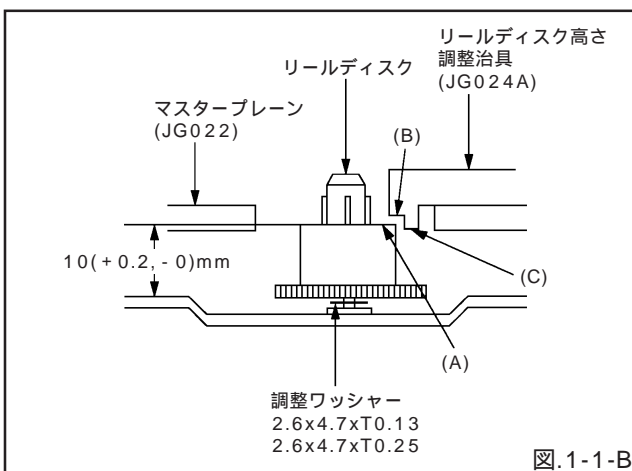 リールディスク高さ
調整治具
(JG024A)
リールディスク
マスタープレーン
(JG022)
(B)
10(+0.2,-0)mm
(C)
(A)
調整ワッシャー
2.6x4.7xT0.13
2.6x4.7xT0.25
図.1-1-B